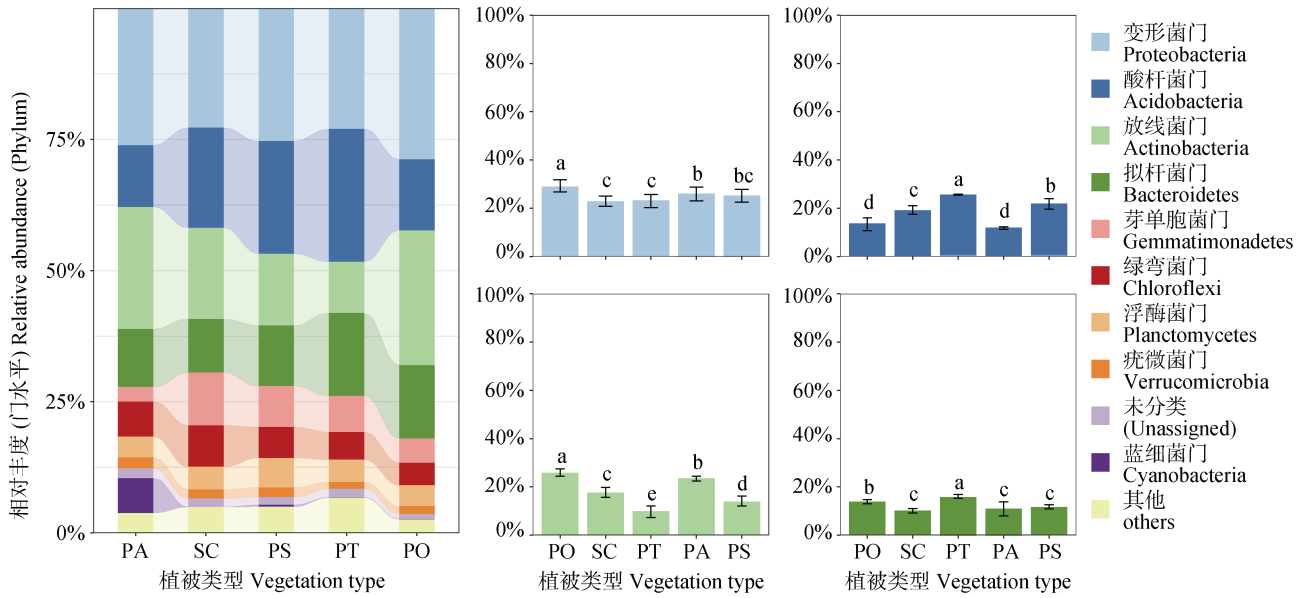 相对丰度 (门水平) Relative abundance (Phylum)
75%
50%
25%
0%
PA SC PS PT PO
植被类型 Vegetation type
100%
80%
60%
40%
20%
0%
a c c b bc
100%
80%
60%
40%
20%
0%
d c a d b
100%
80%
60%
40%
20%
0%
a c e b d
PO SC PT PA PS
植被类型 Vegetation type
100%
80%
60%
40%
20%
0%
b c a c c
PO SC PT PA PS
植被类型 Vegetation type
变形菌门
Proteobacteria
酸杆菌门
Acidobacteria
放线菌门
Actinobacteria
拟杆菌门
Bacteroidetes
芽单胞菌门
Gemmatimonadetes
绿弯菌门
Chloroflexi
浮酶菌门
Planctomycetes
疣微菌门
Verrucomicrobia
未分类
(Unassigned)
蓝细菌门
Cyanobacteria
其他
others